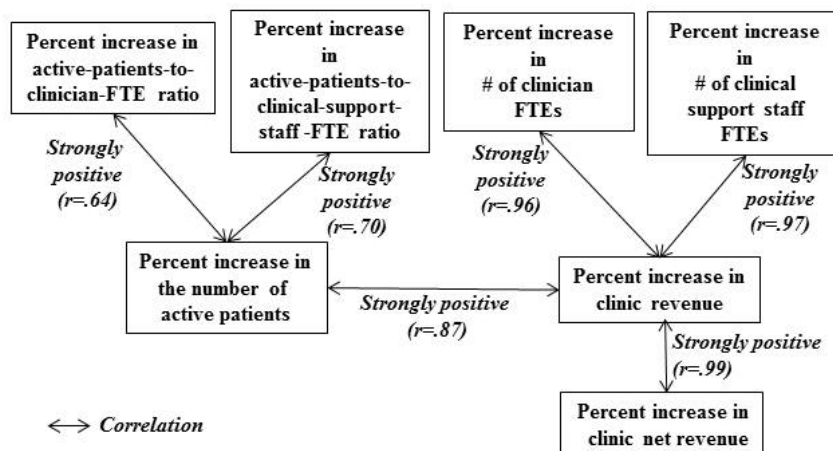 Percent increase in
active-patients-to-
clinician-FTE ratio
Percent increase
in
active-patients-to-
clinical-support-
staff -FTE ratio
Percent increase
in
# of clinician
FTEs
Percent increase
in
# of clinical
support staff
FTEs
Strongly
positive
(r=.64)
Strongly
positive
(r=.70)
Strongly
positive
(r=.96)
Strongly
positive
(r=.97)
Percent increase in
the number of
active patients
Strongly positive
(r=.87)
Percent increase in
clinic revenue
Strongly positive
(r=.99)
Percent increase in
clinic net revenue
Correlation